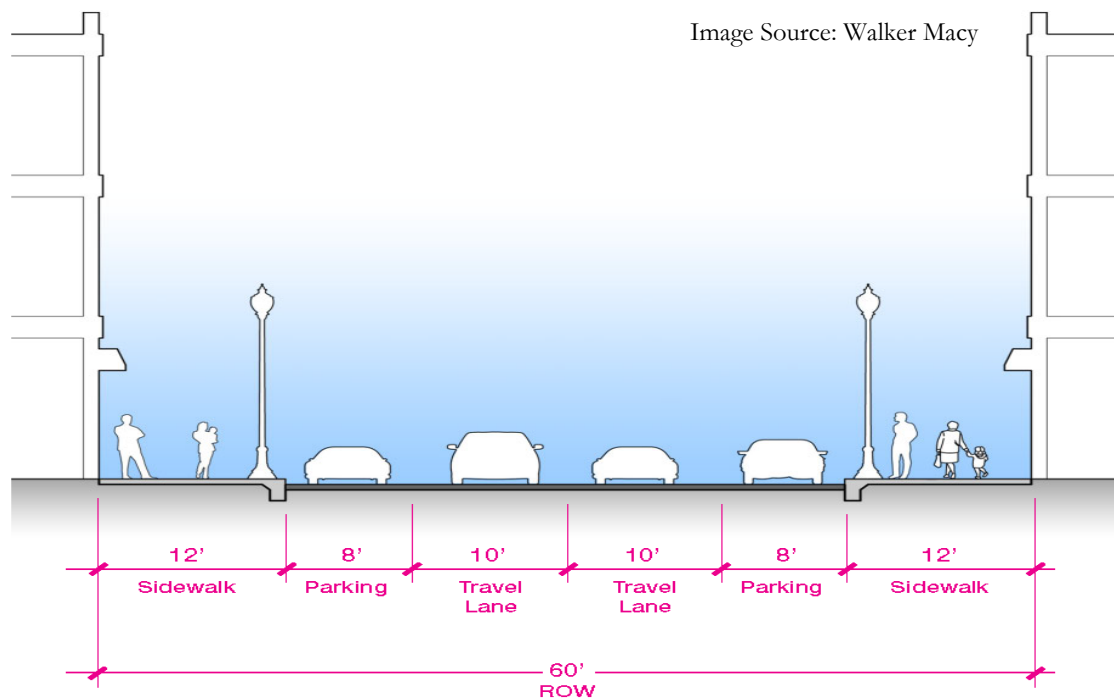 Image Source: Walker Macy
12’ 8’ 10’ 10’ 8’ 12’
Sidewalk Parking Travel Travel Parking Sidewalk
Lane Lane
60’
ROW